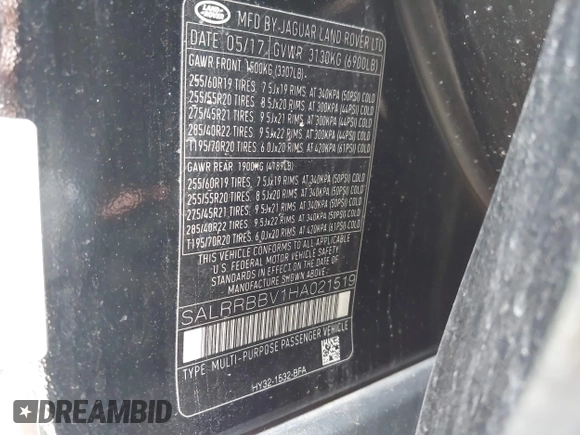 LAND ROVER
MFD BY JAGUAR LAND ROVER LTD
DATE 05/17 GVWR 3130KG (6900LB)
GAWR FRONT 1500KG (3307LB)
255/60R19 TIRES, 7.5Jx19 RIMS AT 340KPA (50PSI) COLD
255/55R20 TIRES, 8.5Jx20 RIMS AT 300KPA (44PSI) COLD
275/45R21 TIRES, 9.5Jx21 RIMS AT 300KPA (44PSI) COLD
285/40R22 TIRES, 9.5Jx22 RIMS AT 300KPA (44PSI) COLD
T195/70R20 TIRES, 6.0Jx20 RIMS AT 420KPA (61PSI) COLD
GAWR REAR 1900KG (4189LB)
255/60R19 TIRES, 7.5Jx19 RIMS AT 340KPA (50PSI) COLD
255/55R20 TIRES, 8.5Jx20 RIMS AT 340KPA (50PSI) COLD
275/45R21 TIRES, 9.5Jx21 RIMS AT 340KPA (50PSI) COLD
285/40R22 TIRES, 9.5Jx22 RIMS AT 340KPA (50PSI) COLD
T195/70R20 TIRES, 6.0Jx20 RIMS AT 420KPA (61PSI) COLD
THIS VEHICLE CONFORMS TO ALL APPLICABLE
U.S. FEDERAL MOTOR VEHICLE SAFETY STANDARDS
IN EFFECT ON THE DATE OF
MANUFACTURE SHOWN ABOVE.
SALRRBBV1HA021519
TYPE: MULTI-PURPOSE PASSENGER VEHICLE
HY32-1532-BFA
DREAMBID